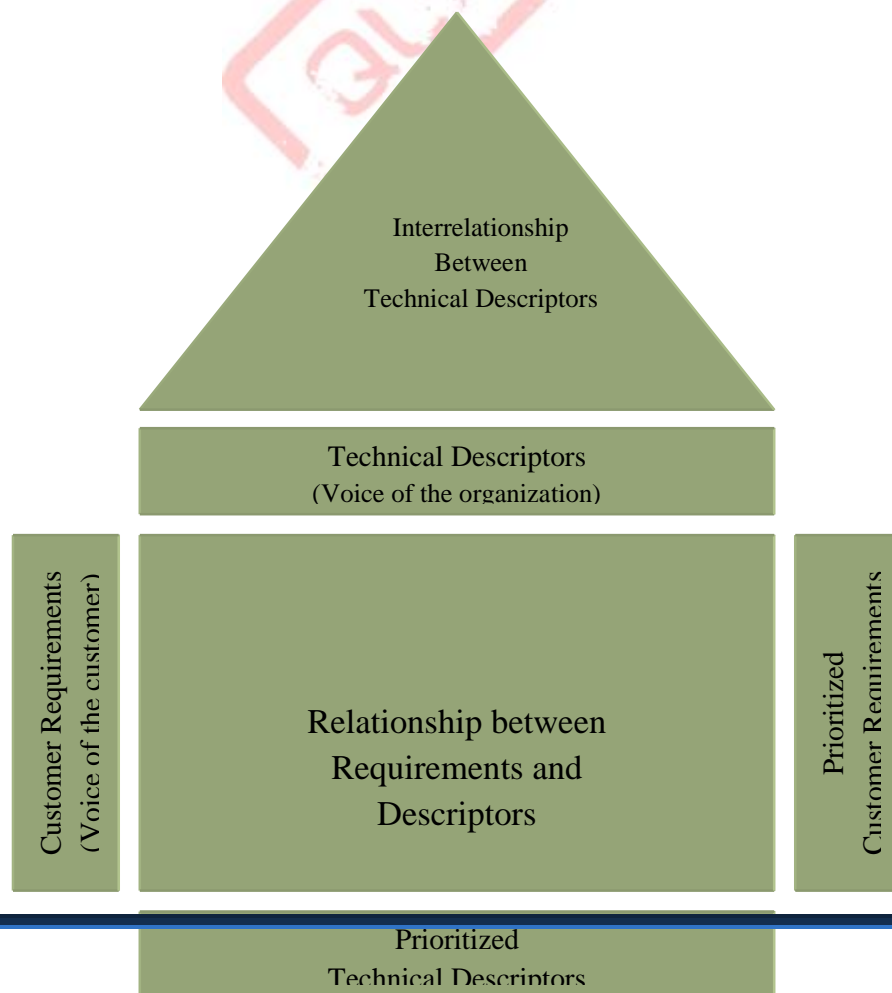 Interrelationship
Between
Technical Descriptors
Technical Descriptors
(Voice of the organization)
Customer Requirements
(Voice of the customer)
Relationship between
Requirements and
Descriptors
Prioritized
Customer Requirements
Prioritized
Technical Descriptors